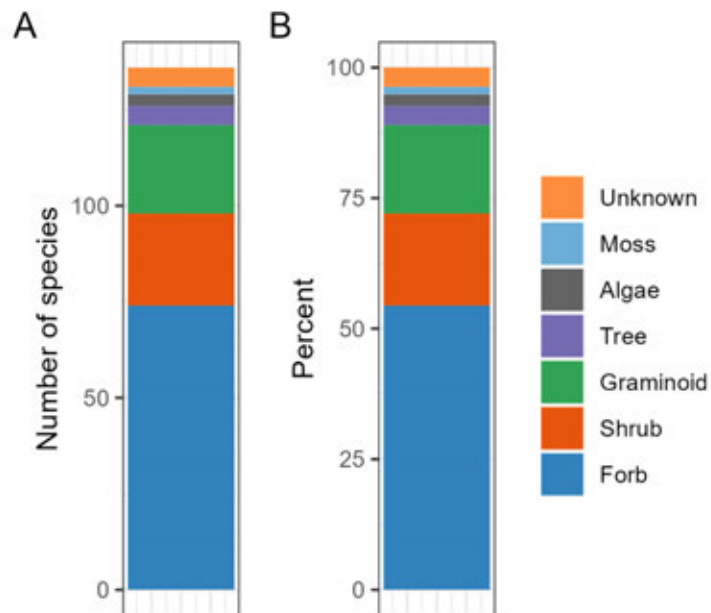 A
B
Number of species
100
50
0
Percent
100
75
50
25
0
Unknown
Moss
Algae
Tree
Graminoid
Shrub
Forb